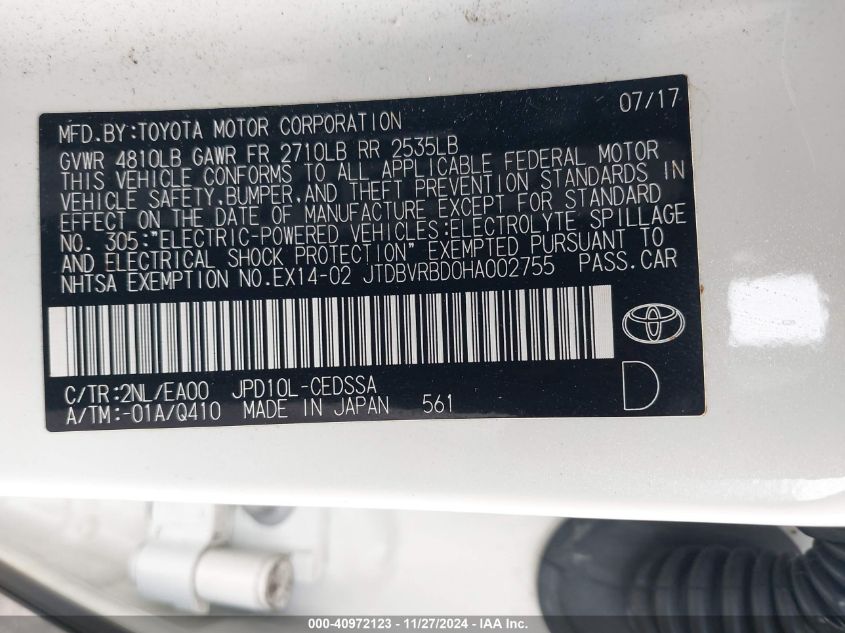 07/17
MFD.BY:TOYOTA MOTOR CORPORATION
GVWR 4810LB GAWR FR 2710LB RR 2535LB
THIS VEHICLE CONFORMS TO ALL APPLICABLE FEDERAL MOTOR
VEHICLE SAFETY,BUMPER,AND THEFT PREVENTION STANDARDS IN
EFFECT ON THE DATE OF MANUFACTURE EXCEPT FOR STANDARD
NO. 305:"ELECTRIC-POWERED VEHICLES:ELECTROLYTE SPILLAGE
AND ELECTRICAL SHOCK PROTECTION" EXEMPTED PURSUANT TO
NHTSA EXEMPTION NO.EX14-02 JTDBVRBD0HA002755 PASS.CAR
C/TR:2NL/EA00 JPD10L-CEDSSA
A/TM:-01A/Q410 MADE IN JAPAN 561
D
000-40972123 - 11/27/2024 - IAA Inc.